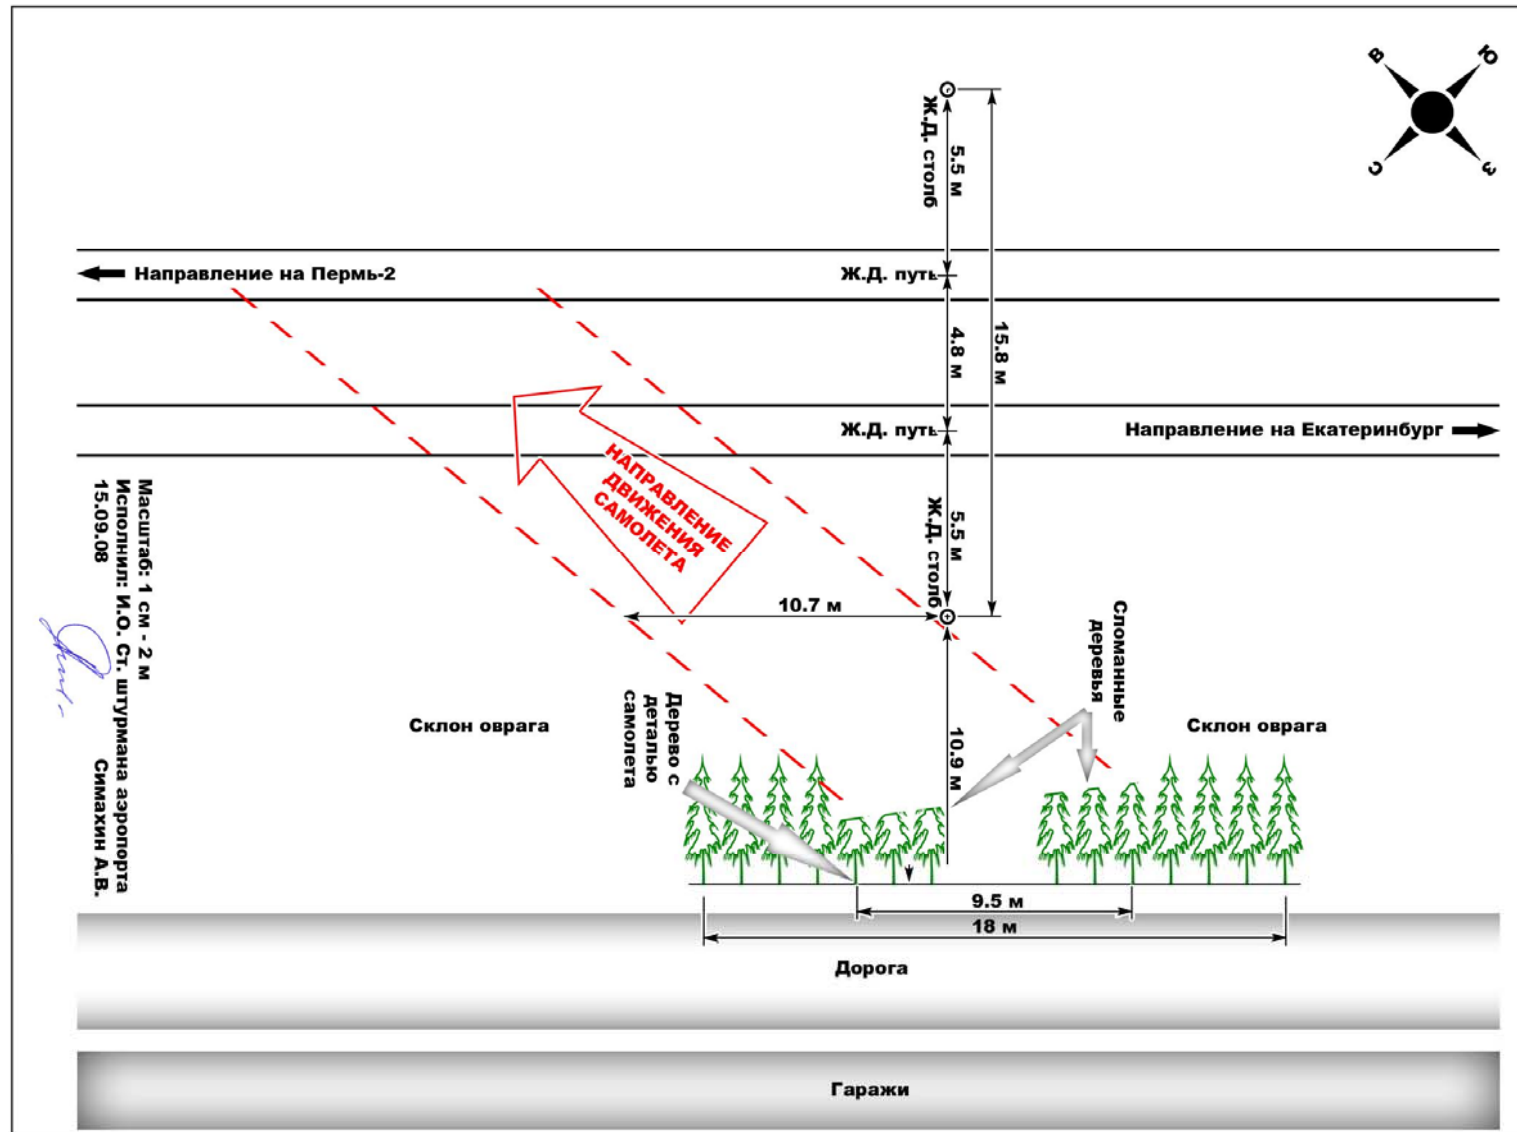 В
Ю
С
З
Ж.Д. столб
5.5 м
Направление на Пермь-2
Ж.Д. путь
4.8 м
15.8 м
Ж.Д. путь
Направление на Екатеринбург
НАПРАВЛЕНИЕ
ДВИЖЕНИЯ
САМОЛЕТА
Ж.Д. столб
5.5 м
10.7 м
Сломанные
деревья
Масштаб: 1 см - 2 м
Исполнил: И.О. Ст. штурмана аэропорта
15.09.08 Симахин А.В.
Склон оврага
Дерево с
деталью
самолета
10.9 м
Склон оврага
9.5 м
18 м
Дорога
Гаражи